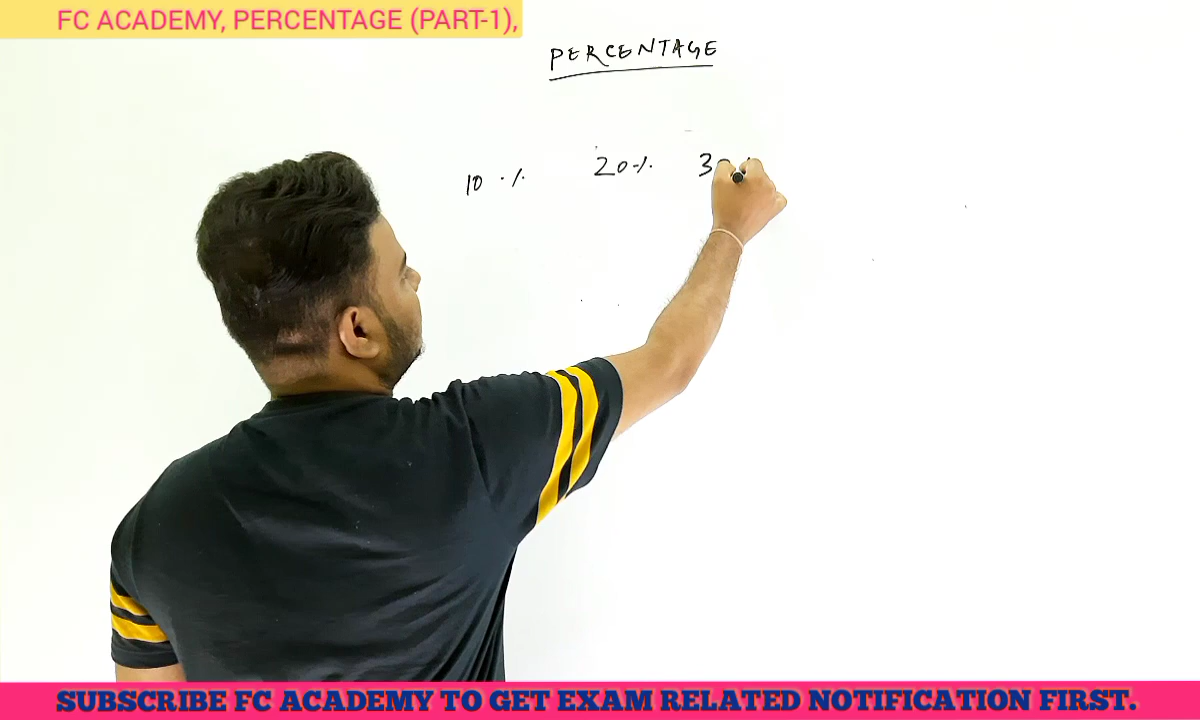 FC ACADEMY, PERCENTAGE (PART-1),
PERCENTAGE
10 % 20% 3
SUBSCRIBE FC ACADEMY TO GET EXAM RELATED NOTIFICATION FIRST.